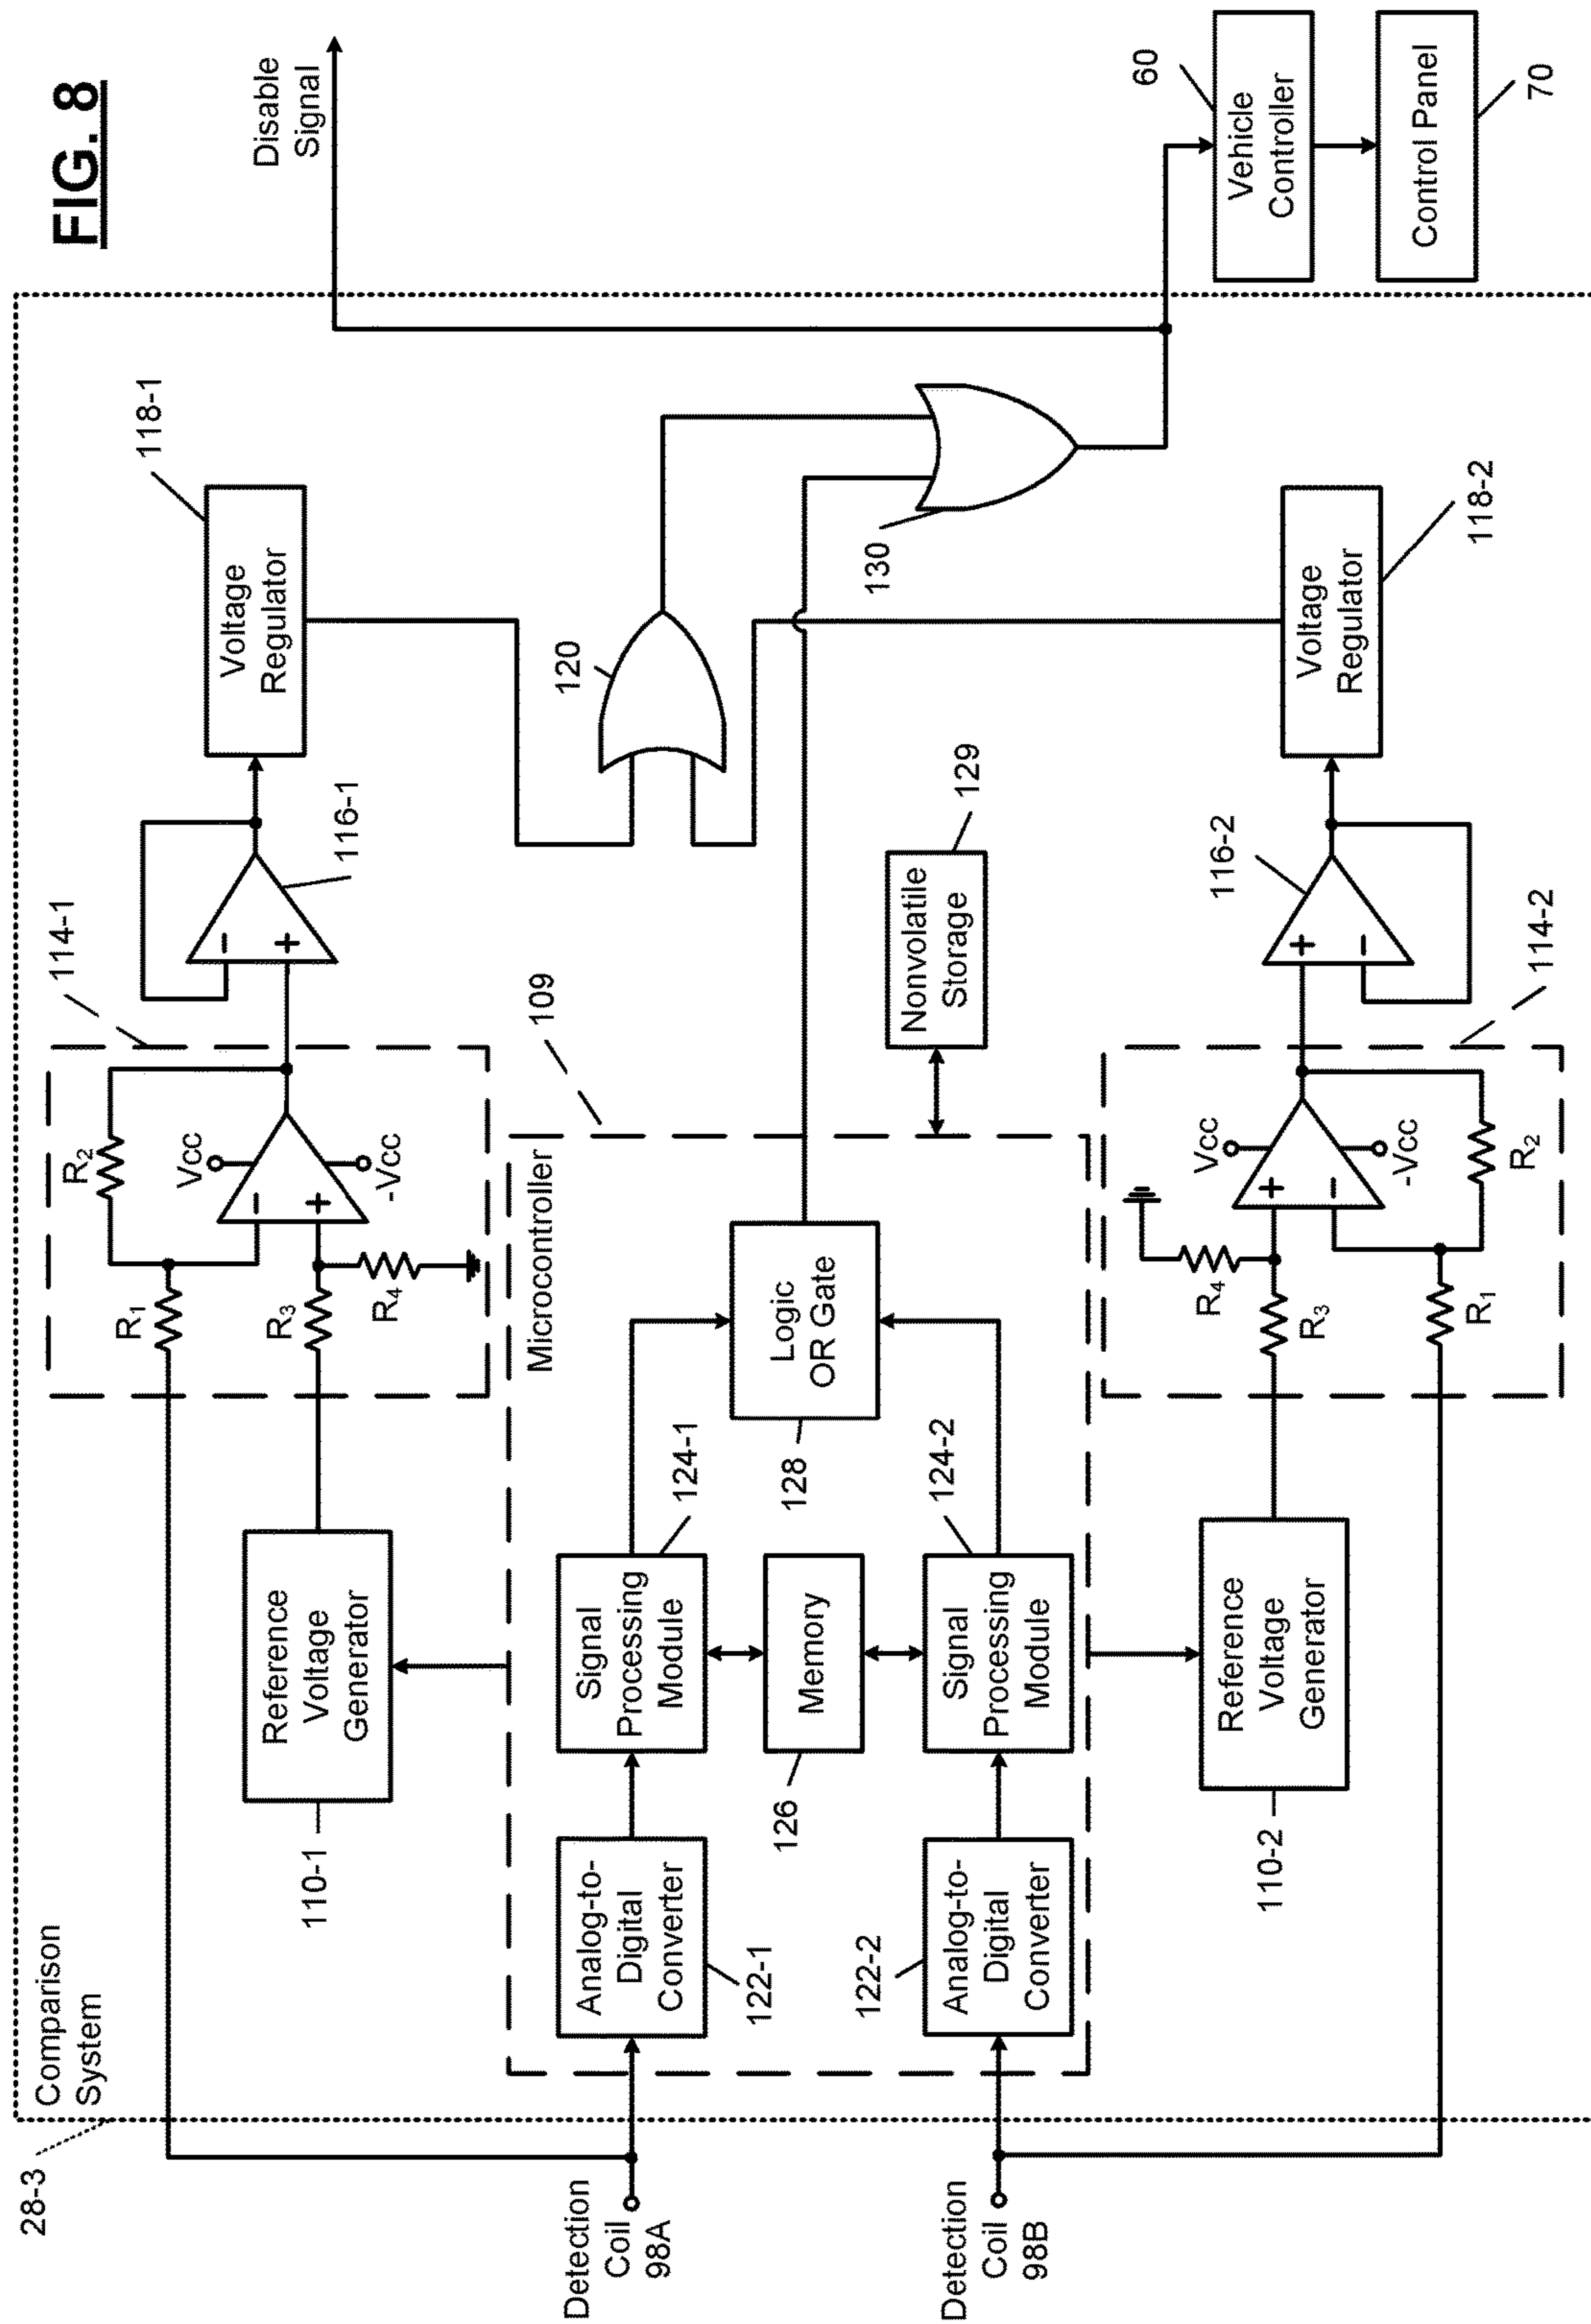 FIG. 8
28-3
Comparison
System
Disable
Signal
114-1
R2
R1
Vcc
-Vcc
R3
R4
116-1
118-1
Voltage
Regulator
110-1
Reference
Voltage
Generator
Microcontroller
109
120
130
60
Vehicle
Controller
Control Panel
70
Detection
Coil
98A
Analog-to-
Digital
Converter
122-1
Signal
Processing
Module
124-1
Logic
OR Gate
128
Memory
126
Nonvolatile
Storage
129
Detection
Coil
98B
122-2
Analog-to-
Digital
Converter
124-2
Signal
Processing
Module
110-2
Reference
Voltage
Generator
R4
R3
Vcc
-Vcc
R1
R2
114-2
116-2
Voltage
Regulator
118-2
+
−
+
−
+
−
+
−